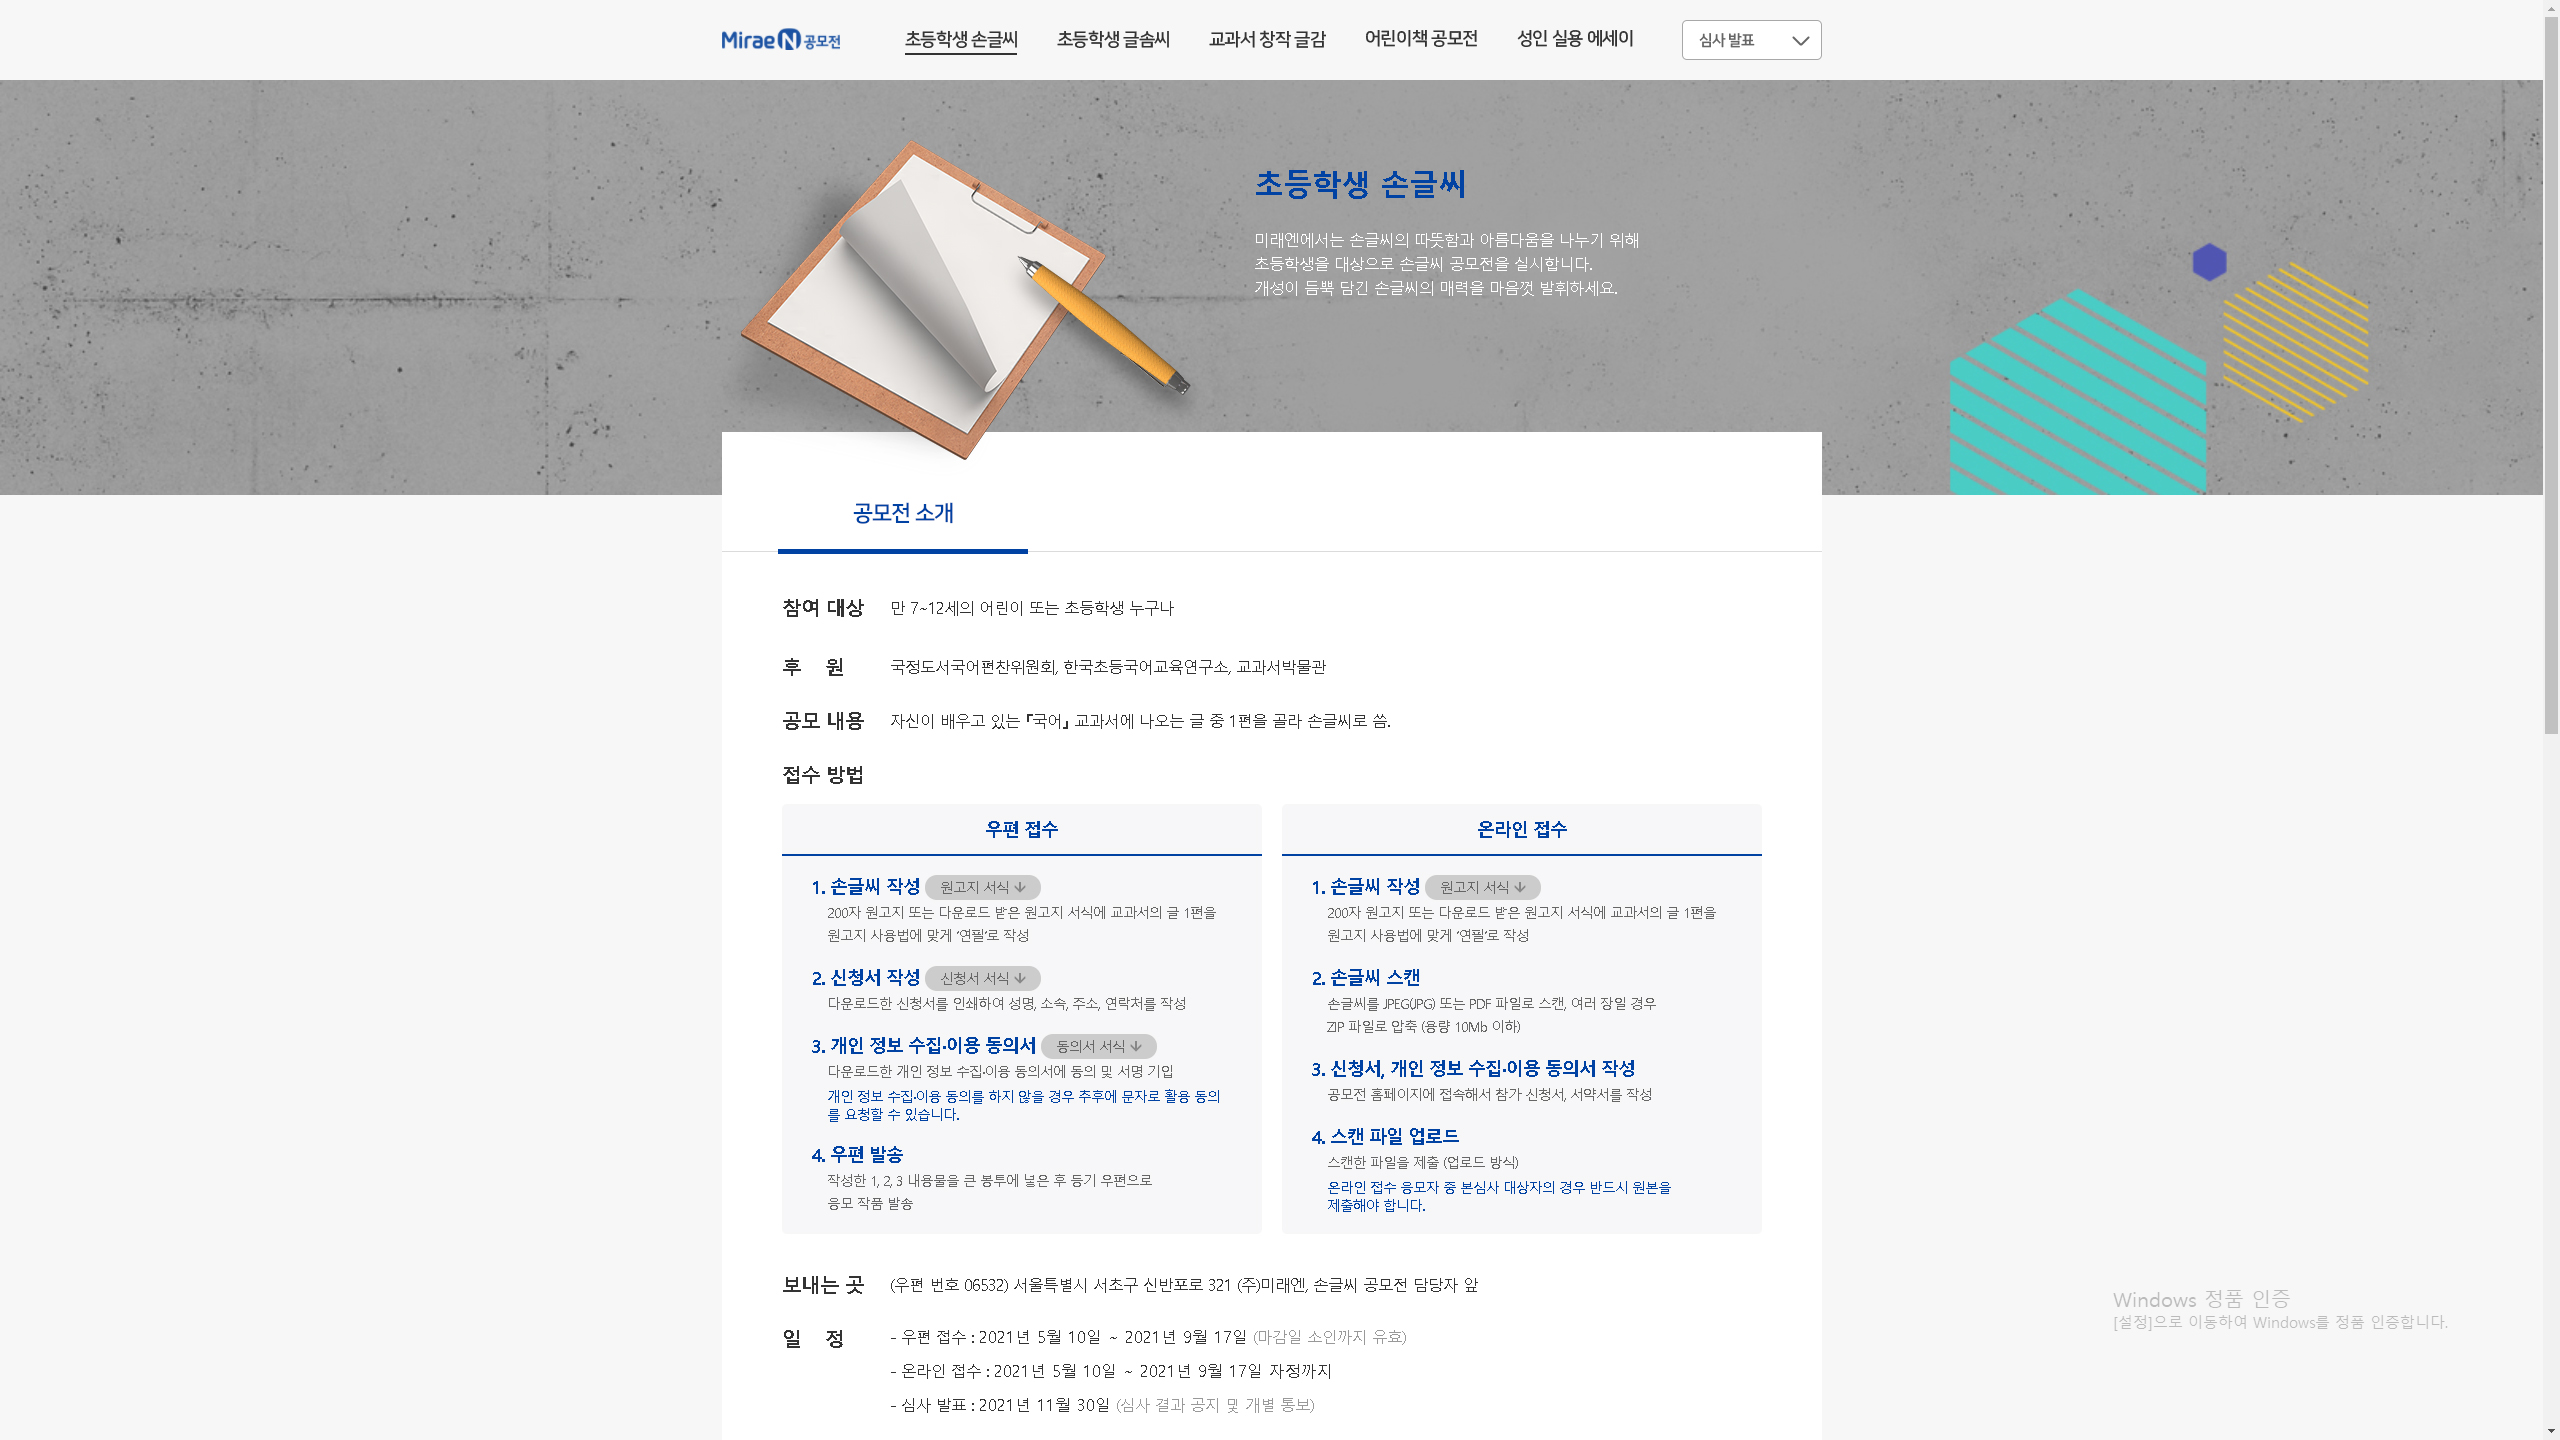 MiraeN 공모전
초등학생 손글씨
초등학생 글솜씨
교과서 창작 글감
어린이책 공모전
성인 실용 에세이
심사 발표
초등학생 손글씨
미래엔에서는 손글씨의 따뜻함과 아름다움을 나누기 위해
초등학생을 대상으로 손글씨 공모전을 실시합니다.
개성이 듬뿍 담긴 손글씨의 매력을 마음껏 발휘하세요.
공모전 소개
참여 대상 만 7~12세의 어린이 또는 초등학생 누구나
후 원 국정도서국어편찬위원회, 한국초등국어교육연구소, 교과서박물관
공모 내용 자신이 배우고 있는 『국어』 교과서에 나오는 글 중 1편을 골라 손글씨로 씀.
접수 방법
우편 접수
1. 손글씨 작성 원고지 서식 ↓
200자 원고지 또는 다운로드 받은 원고지 서식에 교과서의 글 1편을
원고지 사용법에 맞게 '연필'로 작성
2. 신청서 작성 신청서 서식 ↓
다운로드한 신청서를 인쇄하여 성명, 소속, 주소, 연락처를 작성
3. 개인 정보 수집·이용 동의서 동의서 서식 ↓
다운로드한 개인 정보 수집·이용 동의서에 동의 및 서명 기입
개인 정보 수집·이용 동의를 하지 않을 경우 추후에 문자로 활용 동의
를 요청할 수 있습니다.
4. 우편 발송
작성한 1, 2, 3 내용물을 큰 봉투에 넣은 후 등기 우편으로
응모 작품 발송
온라인 접수
1. 손글씨 작성 원고지 서식 ↓
200자 원고지 또는 다운로드 받은 원고지 서식에 교과서의 글 1편을
원고지 사용법에 맞게 '연필'로 작성
2. 손글씨 스캔
손글씨를 JPEG(JPG) 또는 PDF 파일로 스캔, 여러 장일 경우
ZIP 파일로 압축 (용량 10Mb 이하)
3. 신청서, 개인 정보 수집·이용 동의서 작성
공모전 홈페이지에 접속해서 참가 신청서, 서약서를 작성
4. 스캔 파일 업로드
스캔한 파일을 제출 (업로드 방식)
온라인 접수 응모자 중 본심사 대상자의 경우 반드시 원본을
제출해야 합니다.
보내는 곳 (우편 번호 06532) 서울특별시 서초구 신반포로 321 (주)미래엔, 손글씨 공모전 담당자 앞
일 정 - 우편 접수 : 2021년 5월 10일 ~ 2021년 9월 17일 (마감일 소인까지 유효)
- 온라인 접수 : 2021년 5월 10일 ~ 2021년 9월 17일 자정까지
- 심사 발표 : 2021년 11월 30일 (심사 결과 공지 및 개별 통보)
Windows 정품 인증
[설정]으로 이동하여 Windows를 정품 인증합니다.